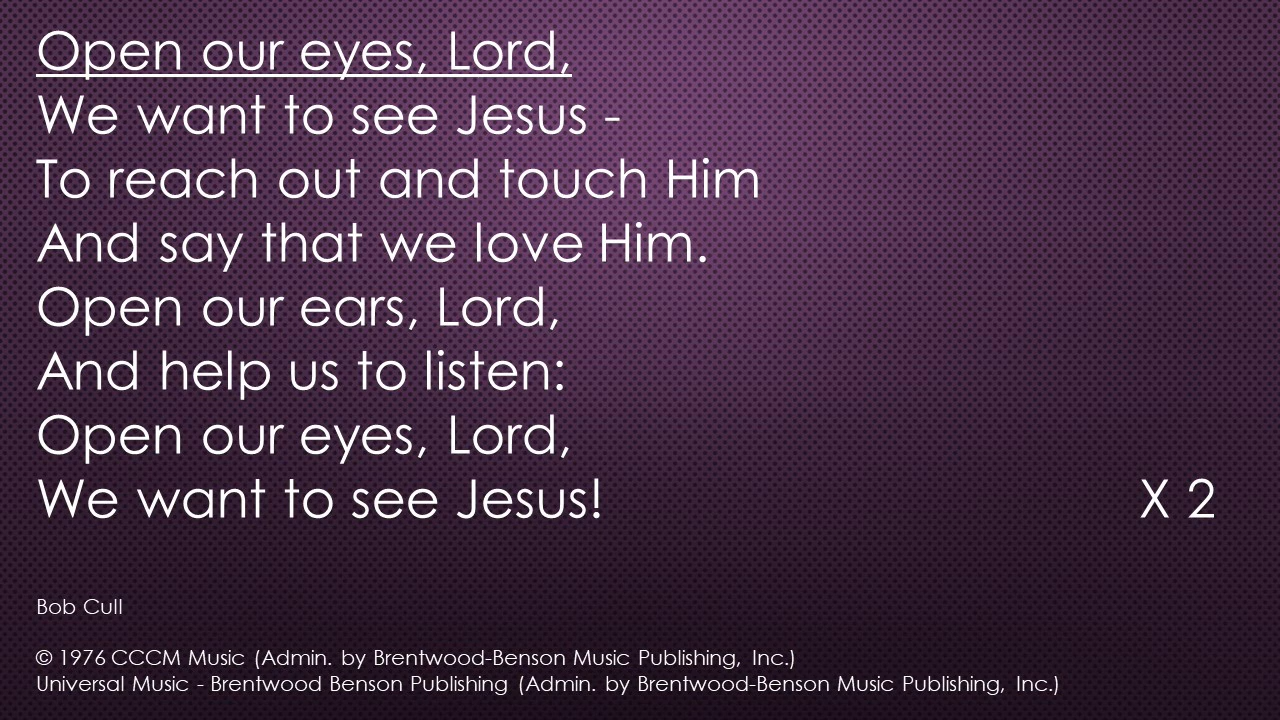 Open our eyes, Lord,
We want to see Jesus -
To reach out and touch Him
And say that we love Him.
Open our ears, Lord,
And help us to listen:
Open our eyes, Lord,
We want to see Jesus! X 2
Bob Cull
© 1976 CCCM Music (Admin. by Brentwood-Benson Music Publishing, Inc.)
Universal Music - Brentwood Benson Publishing (Admin. by Brentwood-Benson Music Publishing, Inc.)